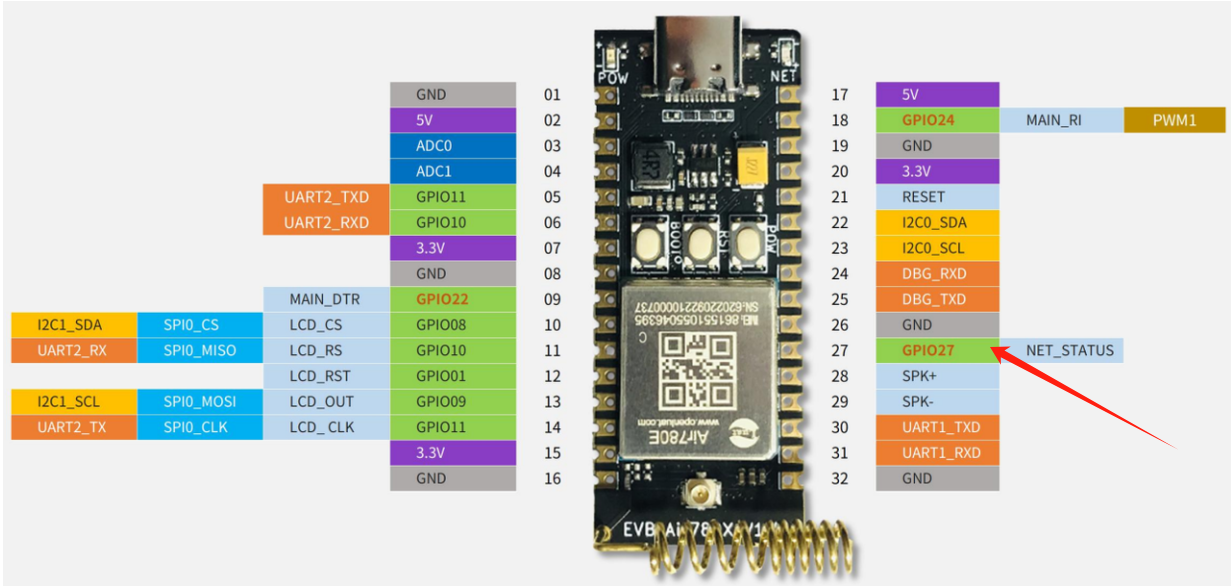 POW
NET
GND 01 17 5V
5V 02 18 GPIO24 MAIN_RI PWM1
ADC0 03 19 GND
ADC1 04 20 3.3V
UART2_TXD GPIO11 05 21 RESET
UART2_RXD GPIO10 06 22 I2C0_SDA
3.3V 07 23 I2C0_SCL
GND 08 24 DBG_RXD
MAIN_DTR GPIO22 09 25 DBG_TXD
I2C1_SDA SPI0_CS LCD_CS GPIO08 10 26 GND
UART2_RX SPI0_MISO LCD_RS GPIO10 11 27 GPIO27 NET_STATUS
LCD_RST GPIO01 12 28 SPK+
I2C1_SCL SPI0_MOSI LCD_OUT GPIO09 13 29 SPK-
UART2_TX SPI0_CLK LCD_ CLK GPIO11 14 30 UART1_TXD
3.3V 15 31 UART1_RXD
GND 16 32 GND
4R7
BOOT
RST
POW
SN:62022092210000737
C
www.openluat.com
Air780E